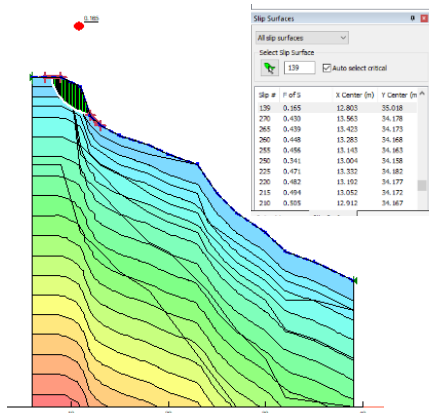 0.165
Slip Surfaces
All slip surfaces
Select Slip Surface
139
Auto select critical
Slip # F of S X Center (m) Y Center (m)
139 0.165 12.803 35.018
270 0.430 13.563 34.178
265 0.439 13.423 34.173
260 0.448 13.283 34.168
255 0.456 13.143 34.163
250 0.341 13.004 34.158
225 0.471 13.332 34.182
220 0.482 13.192 34.177
215 0.494 13.052 34.172
210 0.505 12.912 34.167